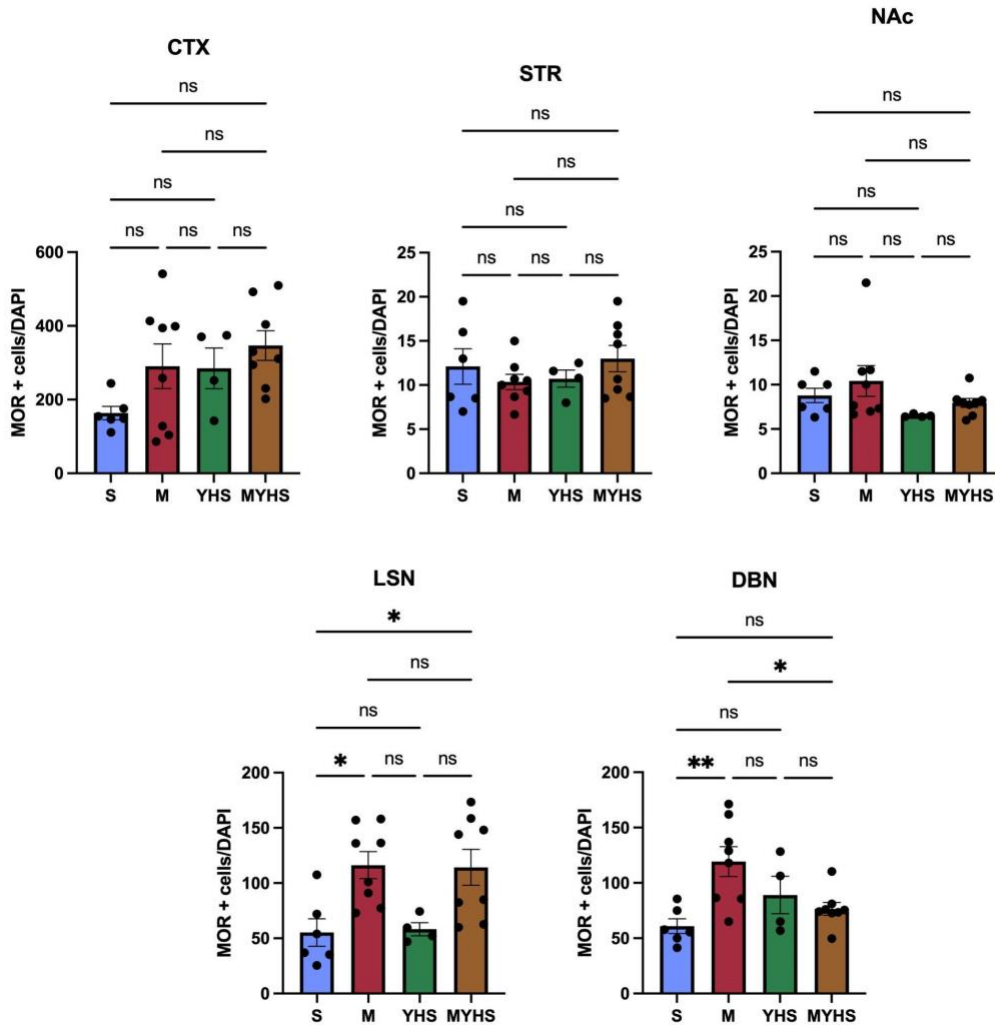 CTX
ns
ns
ns
ns ns ns
MOR + cells/DAPI
600
400
200
0
S M YHS MYHS
STR
ns
ns
ns
ns ns ns
MOR + cells/DAPI
25
20
15
10
5
0
S M YHS MYHS
NAc
ns
ns
ns
ns ns ns
MOR + cells/DAPI
25
20
15
10
5
0
S M YHS MYHS
LSN
*
ns
ns
* ns ns
MOR + cells/DAPI
200
150
100
50
0
S M YHS MYHS
DBN
ns
*
ns
** ns ns
MOR + cells/DAPI
200
150
100
50
0
S M YHS MYHS